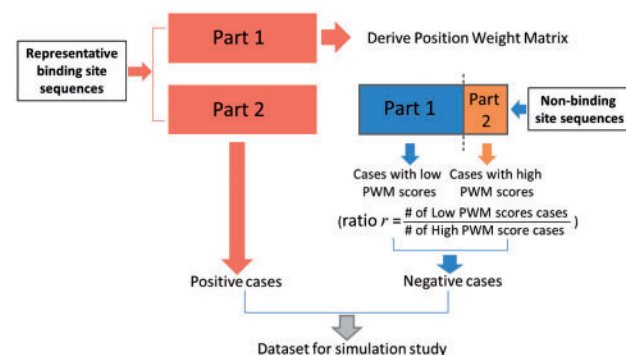 Representative
binding site
sequences
Part 1
Derive Position Weight Matrix
Part 2
Part 1
Part
2
Non-binding
site sequences
Cases with low
PWM scores
Cases with high
PWM scores
(ratio r = # of Low PWM scores cases / # of High PWM score cases )
Positive cases
Negative cases
Dataset for simulation study